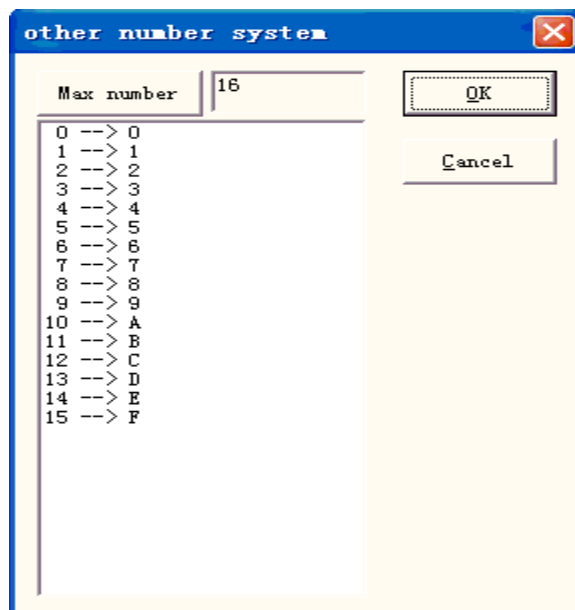 other number system
Max number 16
OK
Cancel
0 --> 0
1 --> 1
2 --> 2
3 --> 3
4 --> 4
5 --> 5
6 --> 6
7 --> 7
8 --> 8
9 --> 9
10 --> A
11 --> B
12 --> C
13 --> D
14 --> E
15 --> F